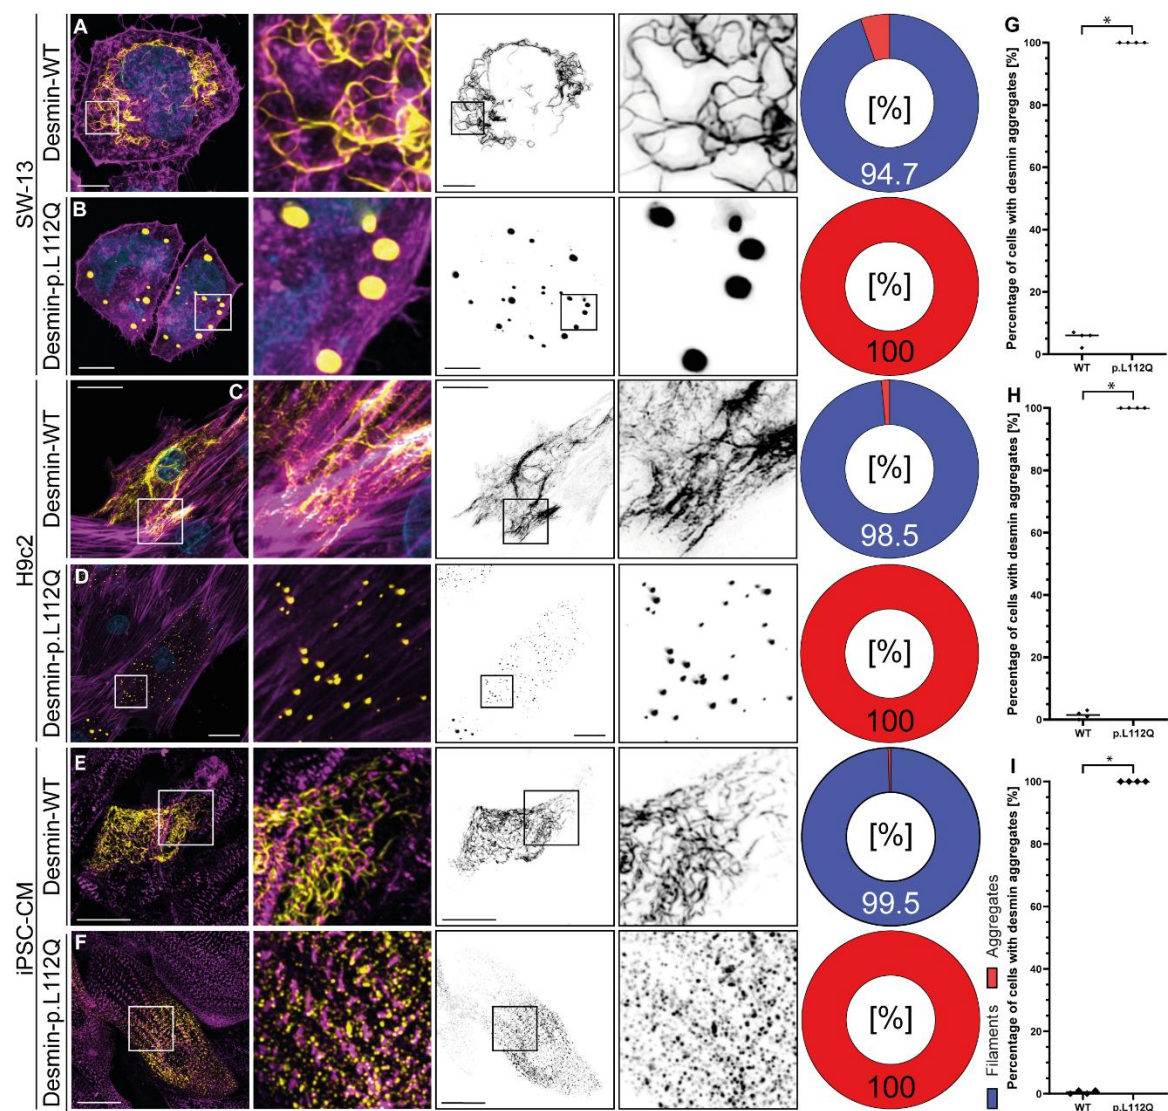 SW-13
Desmin-WT
A
[%]
94.7
Desmin-p.L112Q
B
[%]
100
H9c2
Desmin-WT
C
[%]
98.5
Desmin-p.L112Q
D
[%]
100
iPSC-CM
Desmin-WT
E
[%]
99.5
Desmin-p.L112Q
F
[%]
100
Filaments
Aggregates
G
Percentage of cells with desmin aggregates [%]
100
80
60
40
20
0
*
WT p.L112Q
H
Percentage of cells with desmin aggregates [%]
100
80
60
40
20
0
*
WT p.L112Q
I
Percentage of cells with desmin aggregates [%]
100
80
60
40
20
0
*
WT p.L112Q